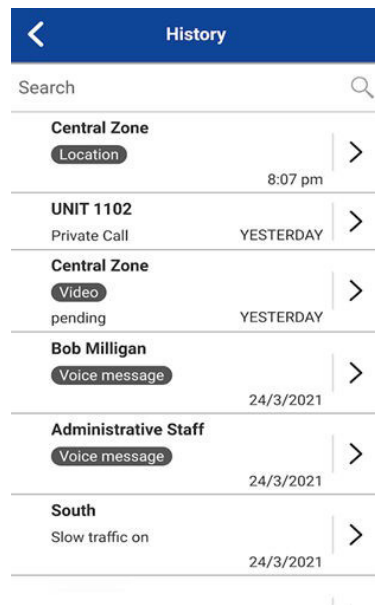 History
Search
Central Zone
Location
8:07 pm
UNIT 1102
Private Call YESTERDAY
Central Zone
Video
pending YESTERDAY
Bob Milligan
Voice message
24/3/2021
Administrative Staff
Voice message
24/3/2021
South
Slow traffic on
24/3/2021